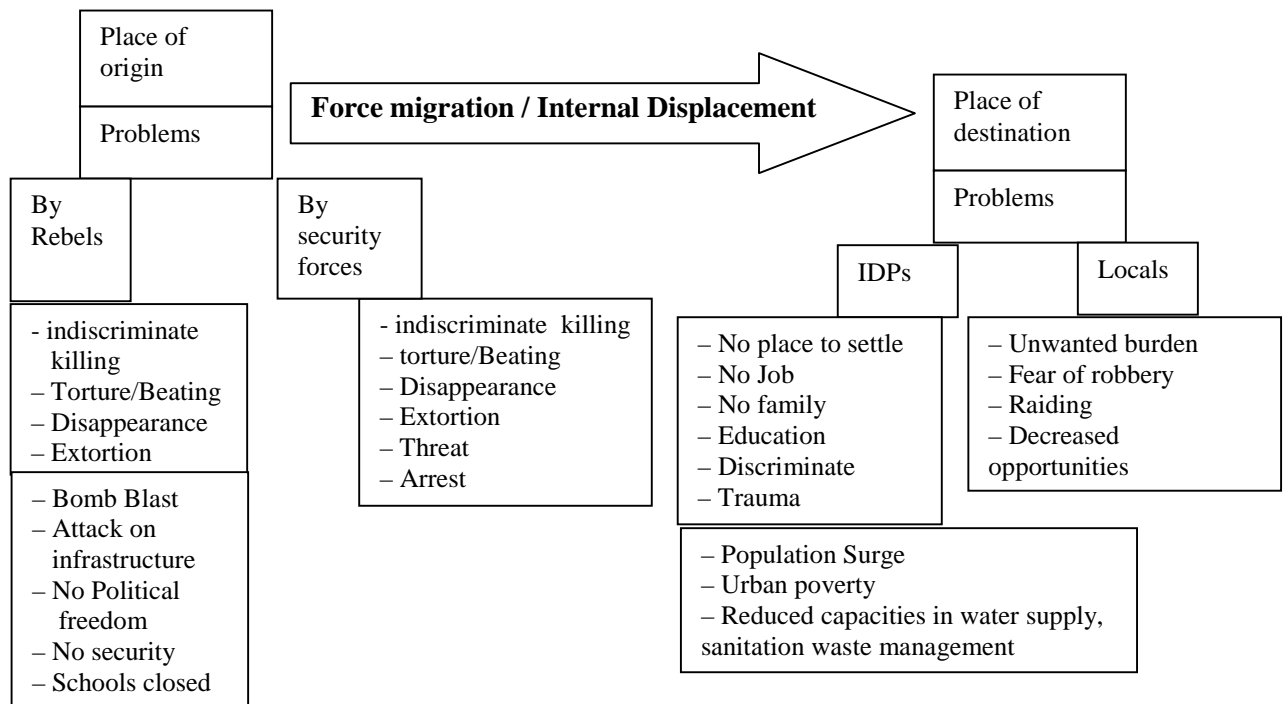 Place of
origin
Problems
Force migration / Internal Displacement
Place of
destination
Problems
By
Rebels
By
security
forces
IDPs
Locals
- indiscriminate
killing
– Torture/Beating
– Disappearance
– Extortion
– Bomb Blast
– Attack on
infrastructure
– No Political
freedom
– No security
– Schools closed
- indiscriminate killing
– torture/Beating
– Disappearance
– Extortion
– Threat
– Arrest
– No place to settle
– No Job
– No family
– Education
– Discriminate
– Trauma
– Unwanted burden
– Fear of robbery
– Raiding
– Decreased
opportunities
– Population Surge
– Urban poverty
– Reduced capacities in water supply,
sanitation waste management